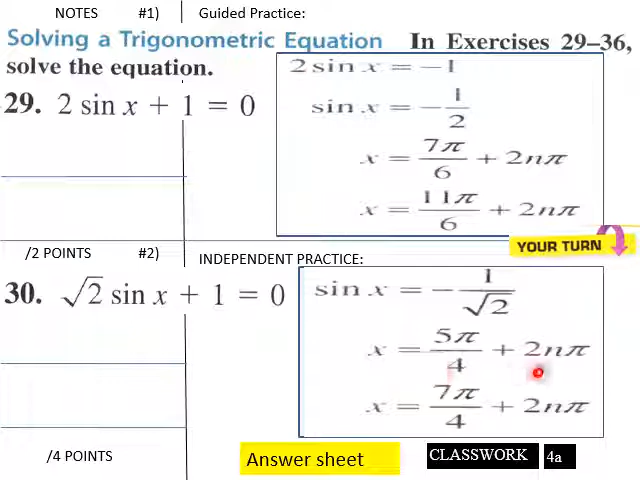 NOTES #1) Guided Practice:
Solving a Trigonometric Equation In Exercises 29–36,
solve the equation.
29. 2 sin x + 1 = 0
2 sin x = −1
sin x = − 1/2
x = 7π/6 + 2nπ
x = 11π/6 + 2nπ
YOUR TURN
/2 POINTS #2) INDEPENDENT PRACTICE:
30. √2 sin x + 1 = 0
sin x = − 1/√2
x = 5π/4 + 2nπ
x = 7π/4 + 2nπ
/4 POINTS Answer sheet CLASSWORK 4a